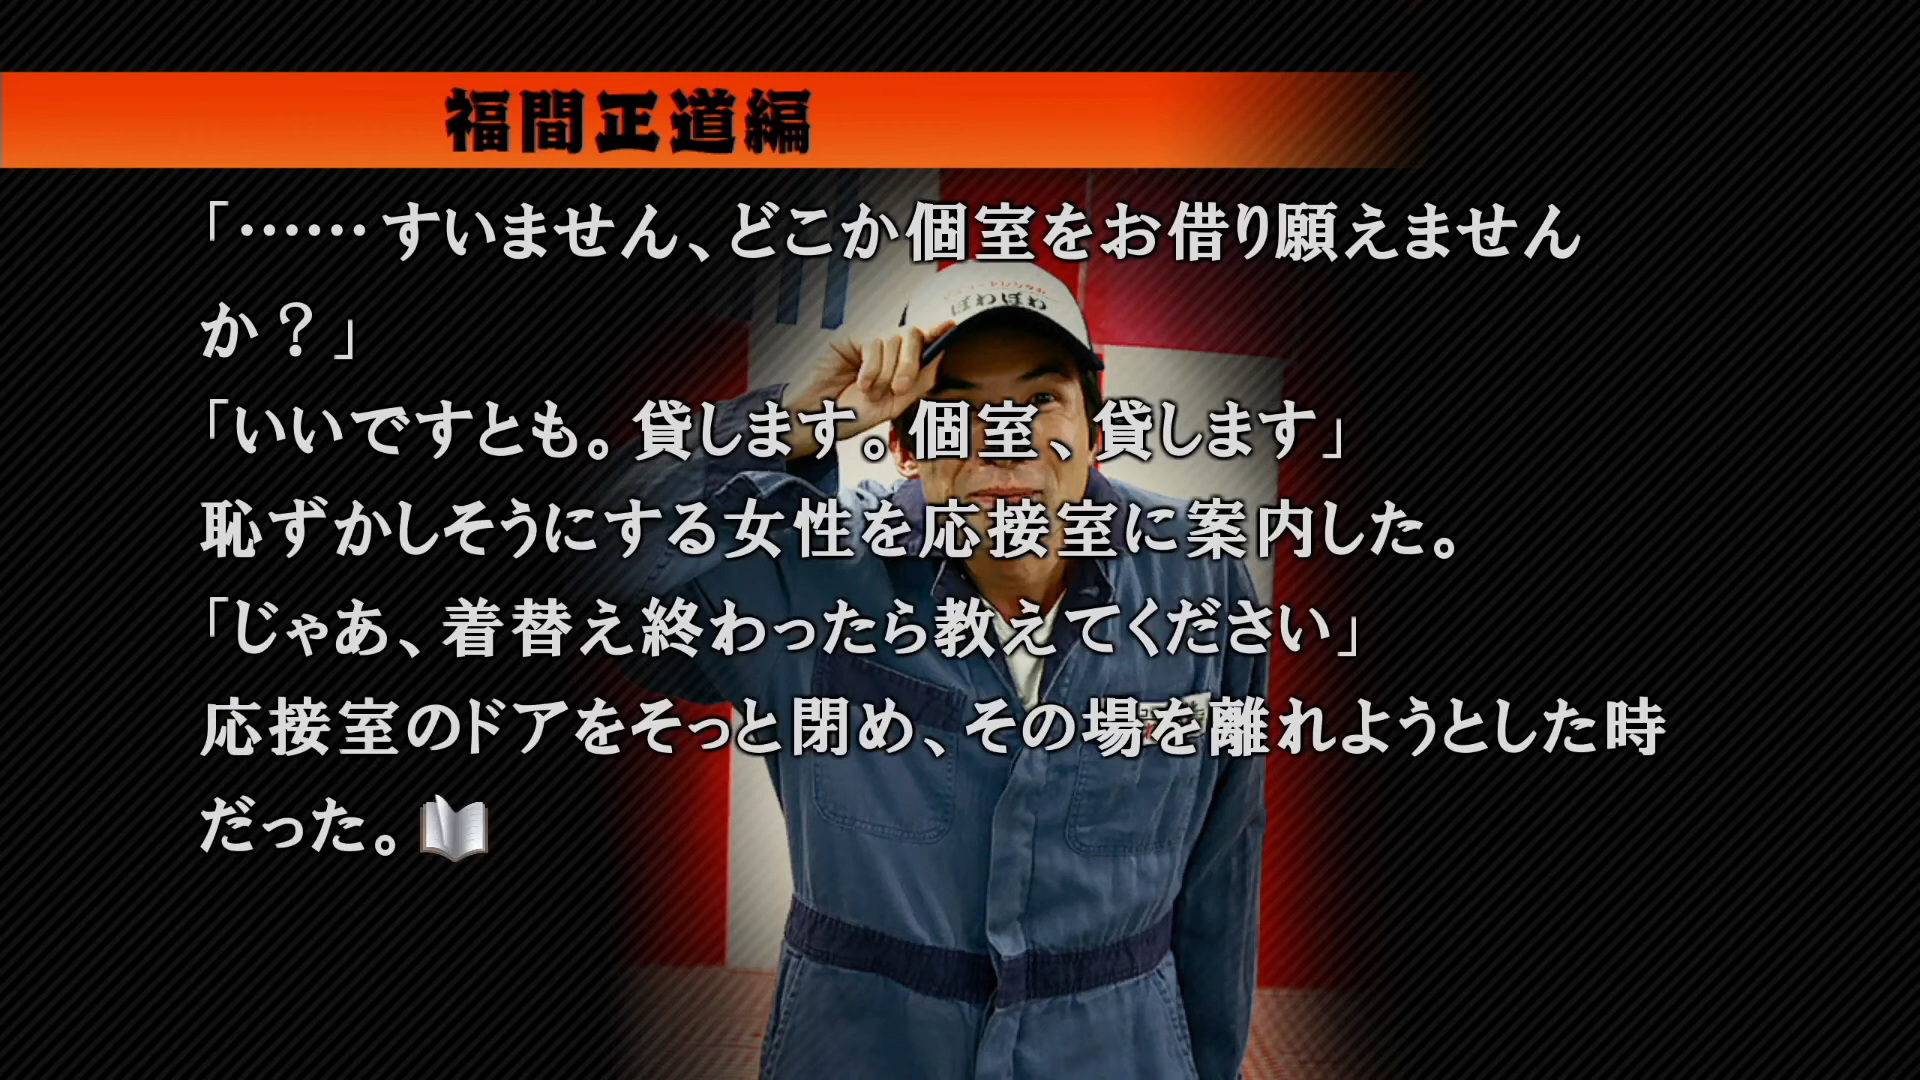 福間正道編
ぽわぽわ
「……すいません、どこか個室をお借り願えません
か？」
「いいですとも。貸します。個室、貸します」
恥ずかしそうにする女性を応接室に案内した。
「じゃあ、着替え終わったら教えてください」
応接室のドアをそっと閉め、その場を離れようとした時
だった。